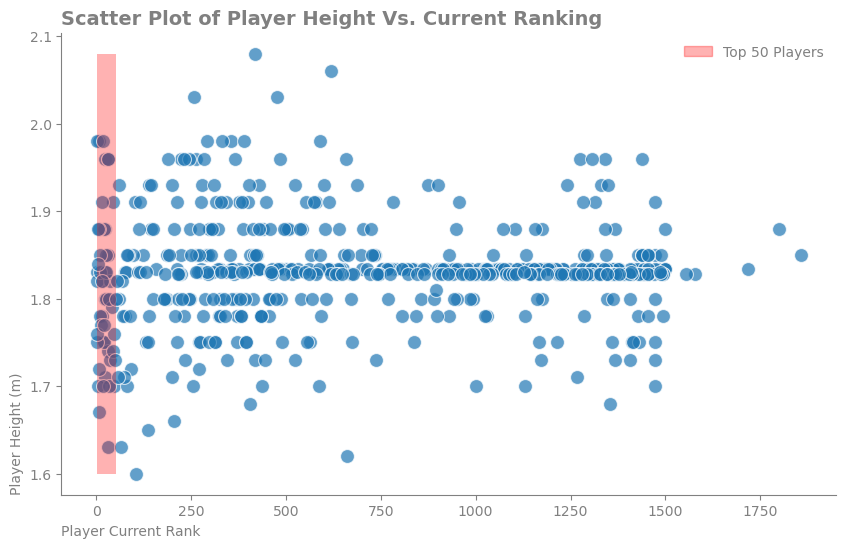 Scatter Plot of Player Height Vs. Current Ranking
2.1
Top 50 Players
2.0
1.9
1.8
1.7
1.6
Player Height (m)
0 250 500 750 1000 1250 1500 1750
Player Current Rank